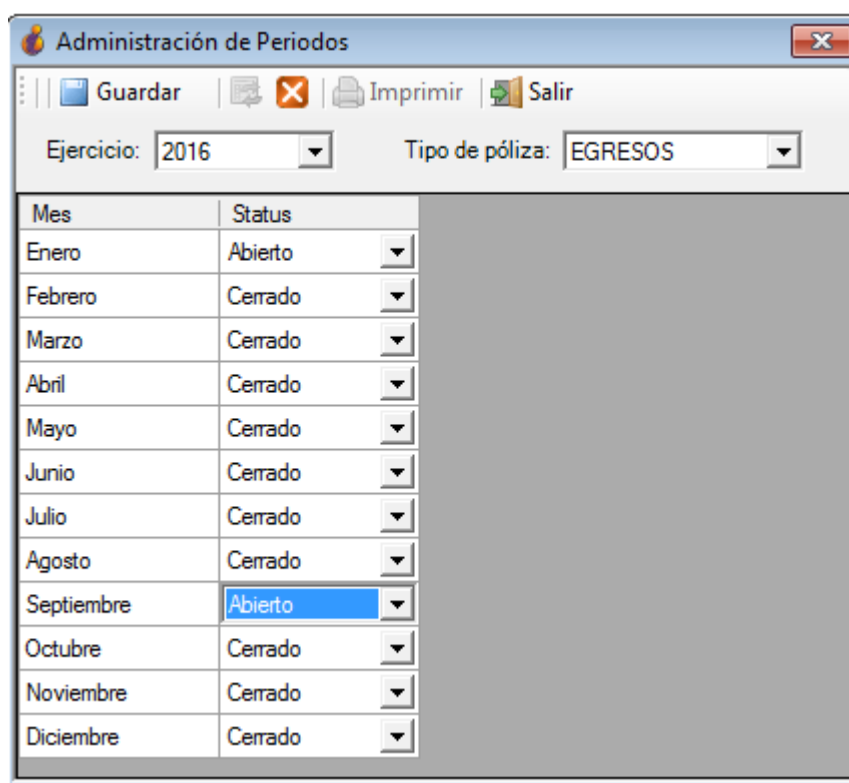 Administración de Periodos
Guardar Imprimir Salir
Ejercicio: 2016 Tipo de póliza: EGRESOS
Mes Status
Enero Abierto
Febrero Cerrado
Marzo Cerrado
Abril Cerrado
Mayo Cerrado
Junio Cerrado
Julio Cerrado
Agosto Cerrado
Septiembre Abierto
Octubre Cerrado
Noviembre Cerrado
Diciembre Cerrado